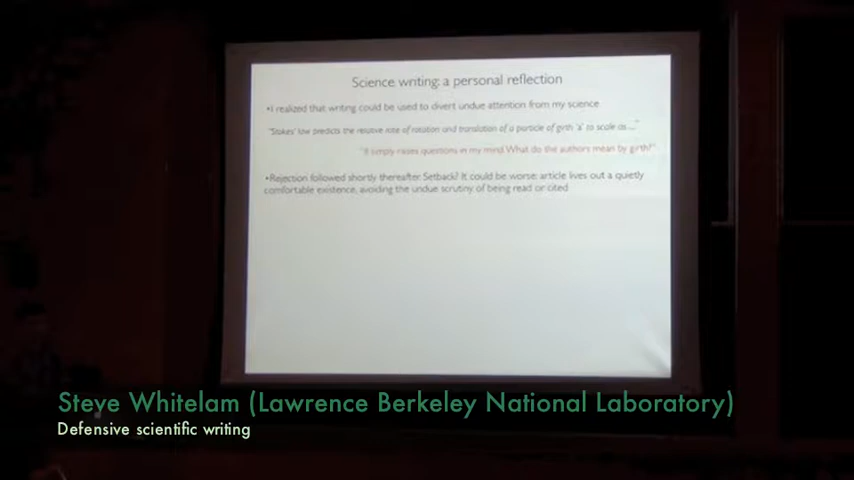 Science writing: a personal reflection
•I realized that writing could be used to divert undue attention from my science
"Stokes' law predicts the relative rate of rotation and translation of a particle of girth 'a' to scale as...."
"It simply raises questions in my mind. What do the authors mean by girth?"
•Rejection followed shortly thereafter. Setback? It could be worse: article lives out a quietly
comfortable existence, avoiding the undue scrutiny of being read or cited
Steve Whitelam (Lawrence Berkeley National Laboratory)
Defensive scientific writing